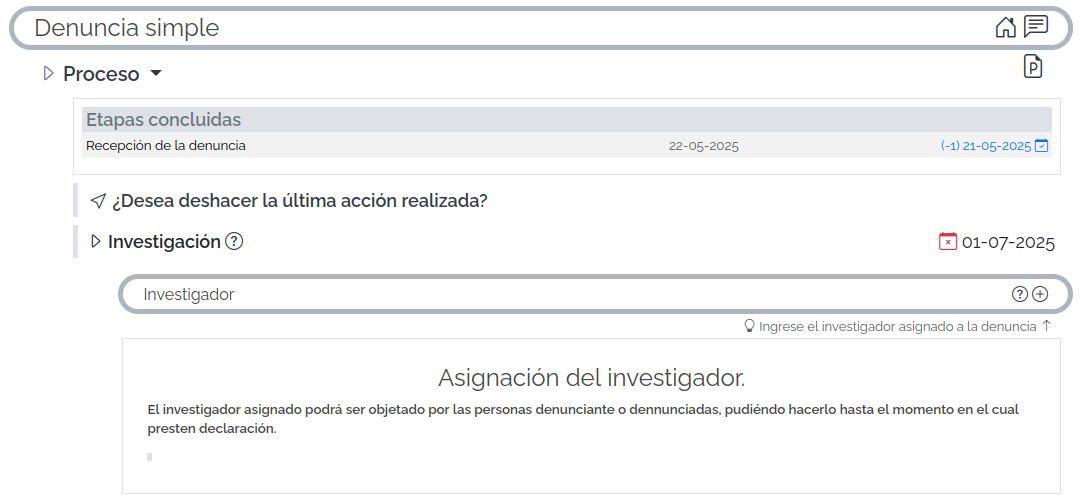 Denuncia simple
Proceso
P
Etapas concluidas
Recepción de la denuncia 22-05-2025 (-1) 21-05-2025
¿Desea deshacer la última acción realizada?
Investigación ? 01-07-2025
Investigador ?
Ingrese el investigador asignado a la denuncia ↑
Asignación del investigador.
El investigador asignado podrá ser objetado por las personas denunciante o dennunciadas, pudiéndo hacerlo hasta el momento en el cual
presten declaración.